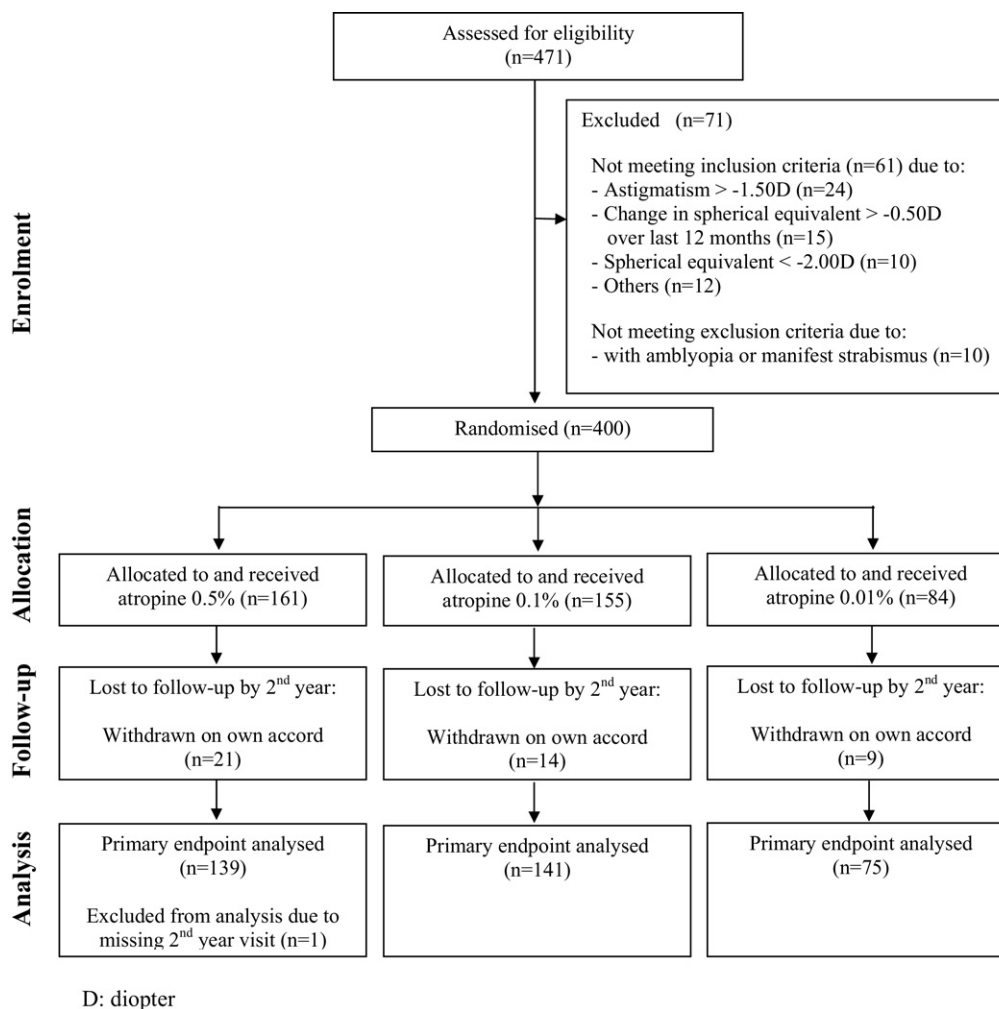 Assessed for eligibility
(n=471)
Enrolment
Excluded (n=71)
Not meeting inclusion criteria (n=61) due to:
- Astigmatism > -1.50D (n=24)
- Change in spherical equivalent > -0.50D
over last 12 months (n=15)
- Spherical equivalent < -2.00D (n=10)
- Others (n=12)
Not meeting exclusion criteria due to:
- with amblyopia or manifest strabismus (n=10)
Randomised (n=400)
Allocation
Allocated to and received
atropine 0.5% (n=161)
Allocated to and received
atropine 0.1% (n=155)
Allocated to and received
atropine 0.01% (n=84)
Follow-up
Lost to follow-up by 2nd year:
Withdrawn on own accord
(n=21)
Lost to follow-up by 2nd year:
Withdrawn on own accord
(n=14)
Lost to follow-up by 2nd year:
Withdrawn on own accord
(n=9)
Analysis
Primary endpoint analysed
(n=139)
Excluded from analysis due to
missing 2nd year visit (n=1)
Primary endpoint analysed
(n=141)
Primary endpoint analysed
(n=75)
D: diopter